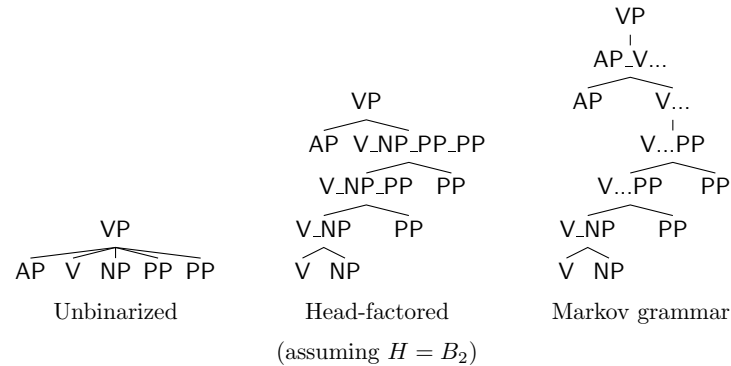 VP
AP V NP PP PP
Unbinarized
VP
AP V_NP_PP_PP
V_NP_PP PP
V_NP PP
V NP
Head-factored
(assuming H = B₂)
VP
AP_V...
AP V...
V...PP
V...PP PP
V_NP PP
V NP
Markov grammar